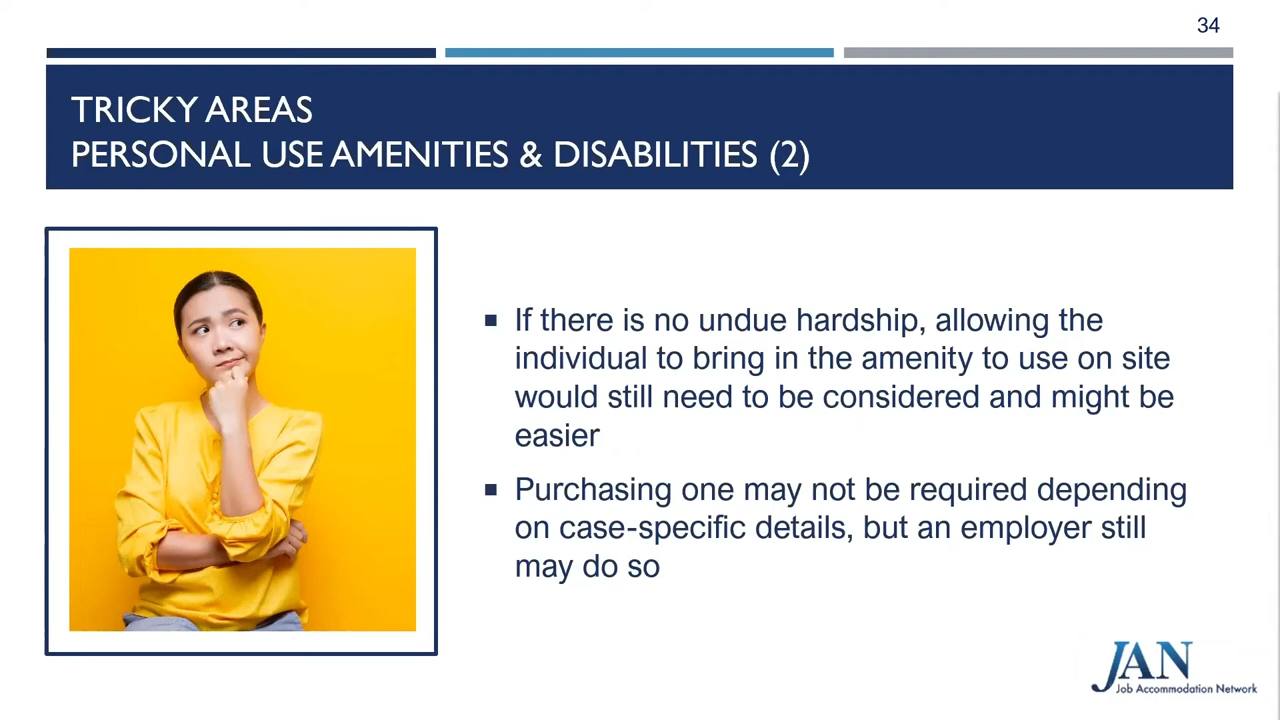 34
TRICKY AREAS
PERSONAL USE AMENITIES & DISABILITIES (2)
▪ If there is no undue hardship, allowing the
individual to bring in the amenity to use on site
would still need to be considered and might be
easier
▪ Purchasing one may not be required depending
on case-specific details, but an employer still
may do so
JAN
Job Accommodation Network